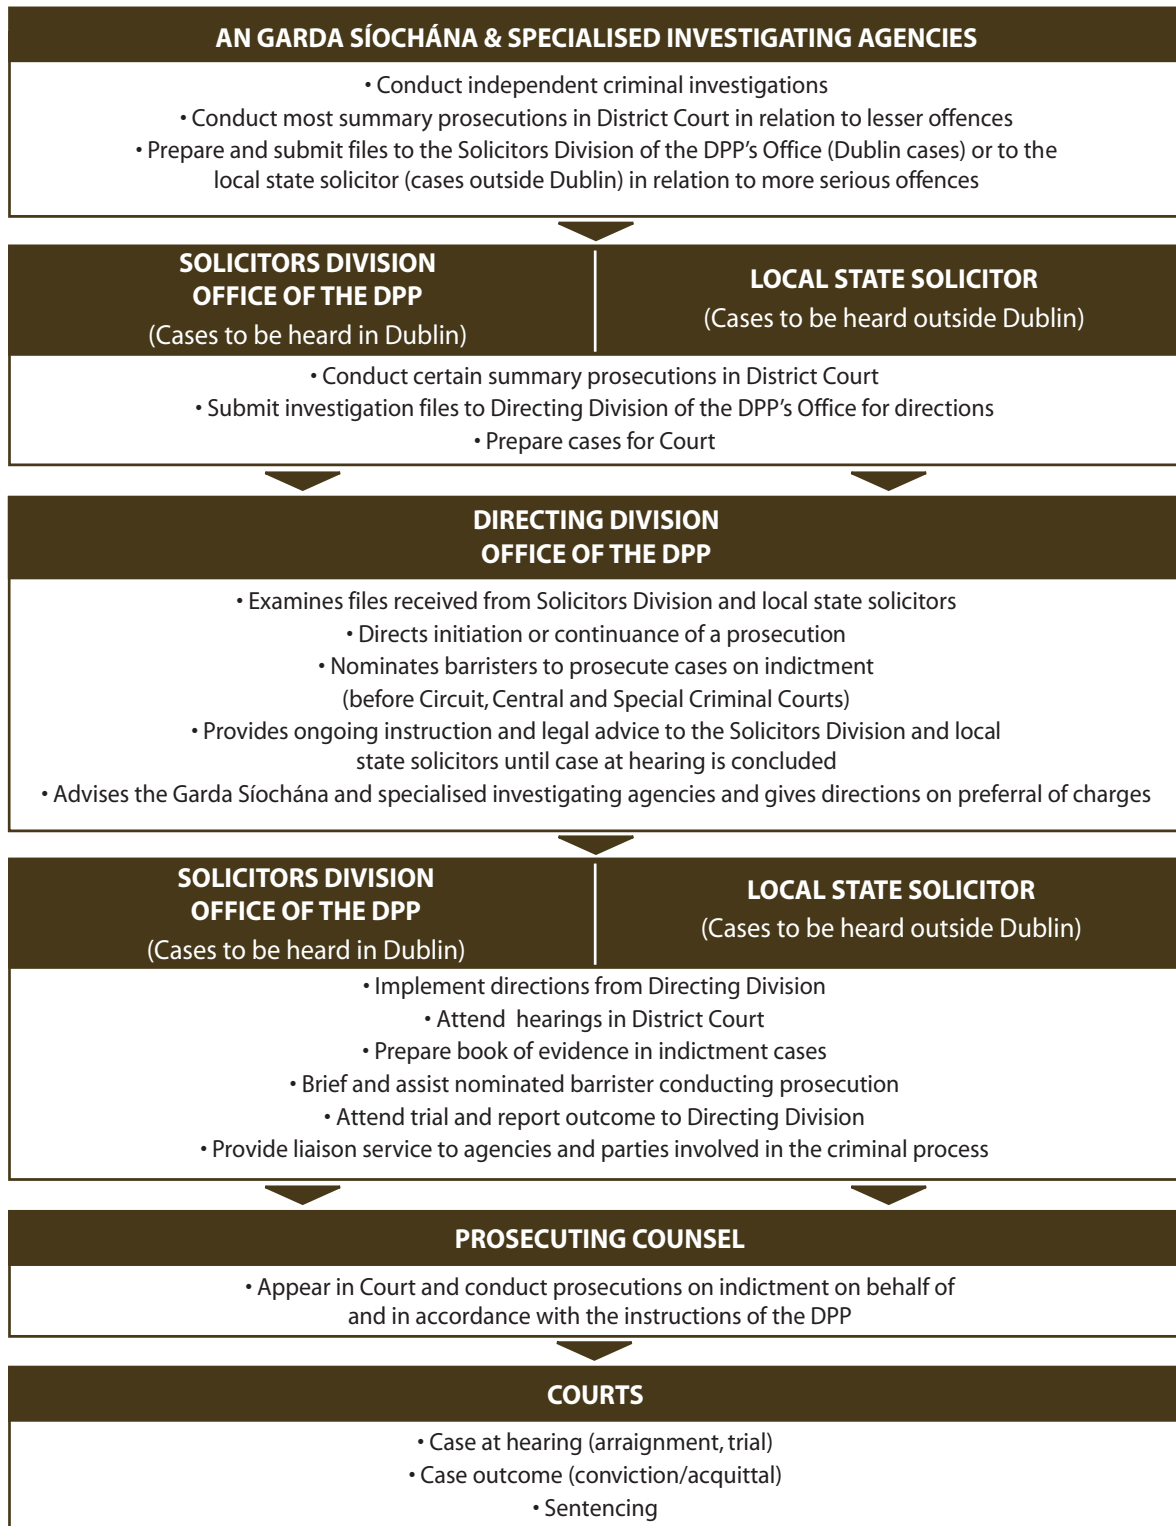 AN GARDA SÍOCHÁNA & SPECIALISED INVESTIGATING AGENCIES
• Conduct independent criminal investigations
• Conduct most summary prosecutions in District Court in relation to lesser offences
• Prepare and submit files to the Solicitors Division of the DPP's Office (Dublin cases) or to the
local state solicitor (cases outside Dublin) in relation to more serious offences
SOLICITORS DIVISION
OFFICE OF THE DPP
(Cases to be heard in Dublin)
LOCAL STATE SOLICITOR
(Cases to be heard outside Dublin)
• Conduct certain summary prosecutions in District Court
• Submit investigation files to Directing Division of the DPP's Office for directions
• Prepare cases for Court
DIRECTING DIVISION
OFFICE OF THE DPP
• Examines files received from Solicitors Division and local state solicitors
• Directs initiation or continuance of a prosecution
• Nominates barristers to prosecute cases on indictment
(before Circuit, Central and Special Criminal Courts)
• Provides ongoing instruction and legal advice to the Solicitors Division and local
state solicitors until case at hearing is concluded
• Advises the Garda Síochána and specialised investigating agencies and gives directions on preferral of charges
SOLICITORS DIVISION
OFFICE OF THE DPP
(Cases to be heard in Dublin)
LOCAL STATE SOLICITOR
(Cases to be heard outside Dublin)
• Implement directions from Directing Division
• Attend hearings in District Court
• Prepare book of evidence in indictment cases
• Brief and assist nominated barrister conducting prosecution
• Attend trial and report outcome to Directing Division
• Provide liaison service to agencies and parties involved in the criminal process
PROSECUTING COUNSEL
• Appear in Court and conduct prosecutions on indictment on behalf of
and in accordance with the instructions of the DPP
COURTS
• Case at hearing (arraignment, trial)
• Case outcome (conviction/acquittal)
• Sentencing